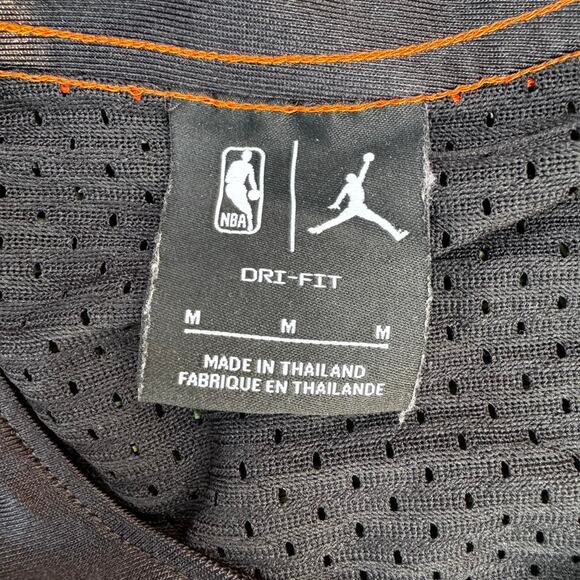 NBA
DRI-FIT
M M M
MADE IN THAILAND
FABRIQUE EN THAILANDE